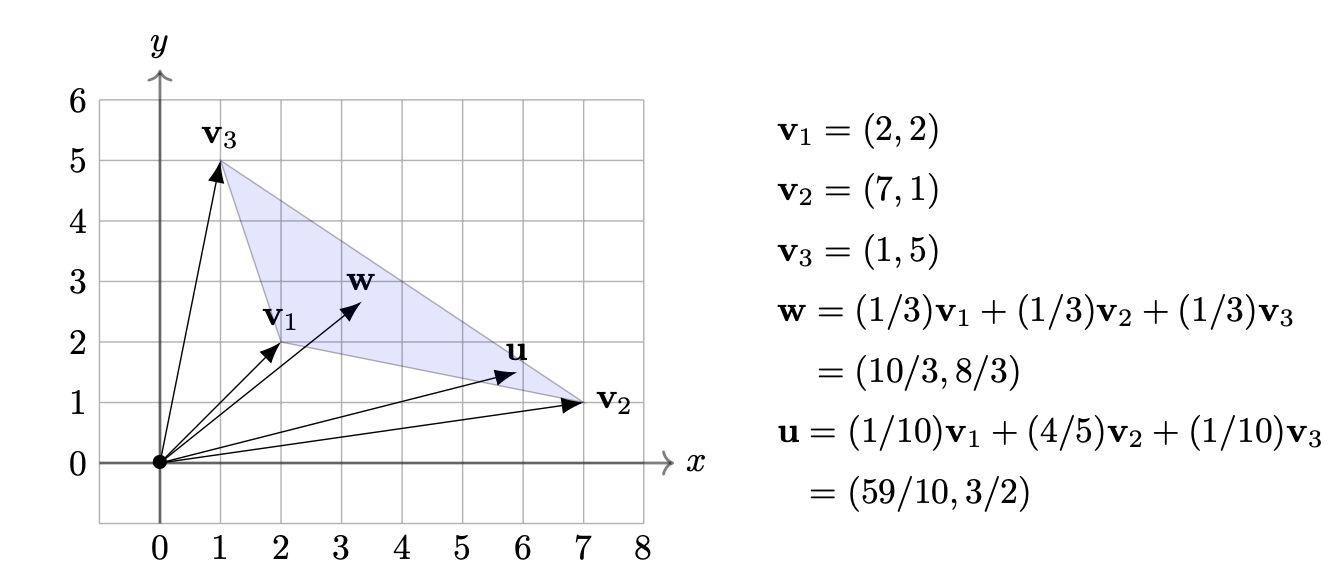 y
6
5
4
3
2
1
0
v₃
w
v₁
u
v₂
x
0 1 2 3 4 5 6 7 8
v₁ = (2, 2)
v₂ = (7, 1)
v₃ = (1, 5)
w = (1/3)v₁ + (1/3)v₂ + (1/3)v₃
= (10/3, 8/3)
u = (1/10)v₁ + (4/5)v₂ + (1/10)v₃
= (59/10, 3/2)